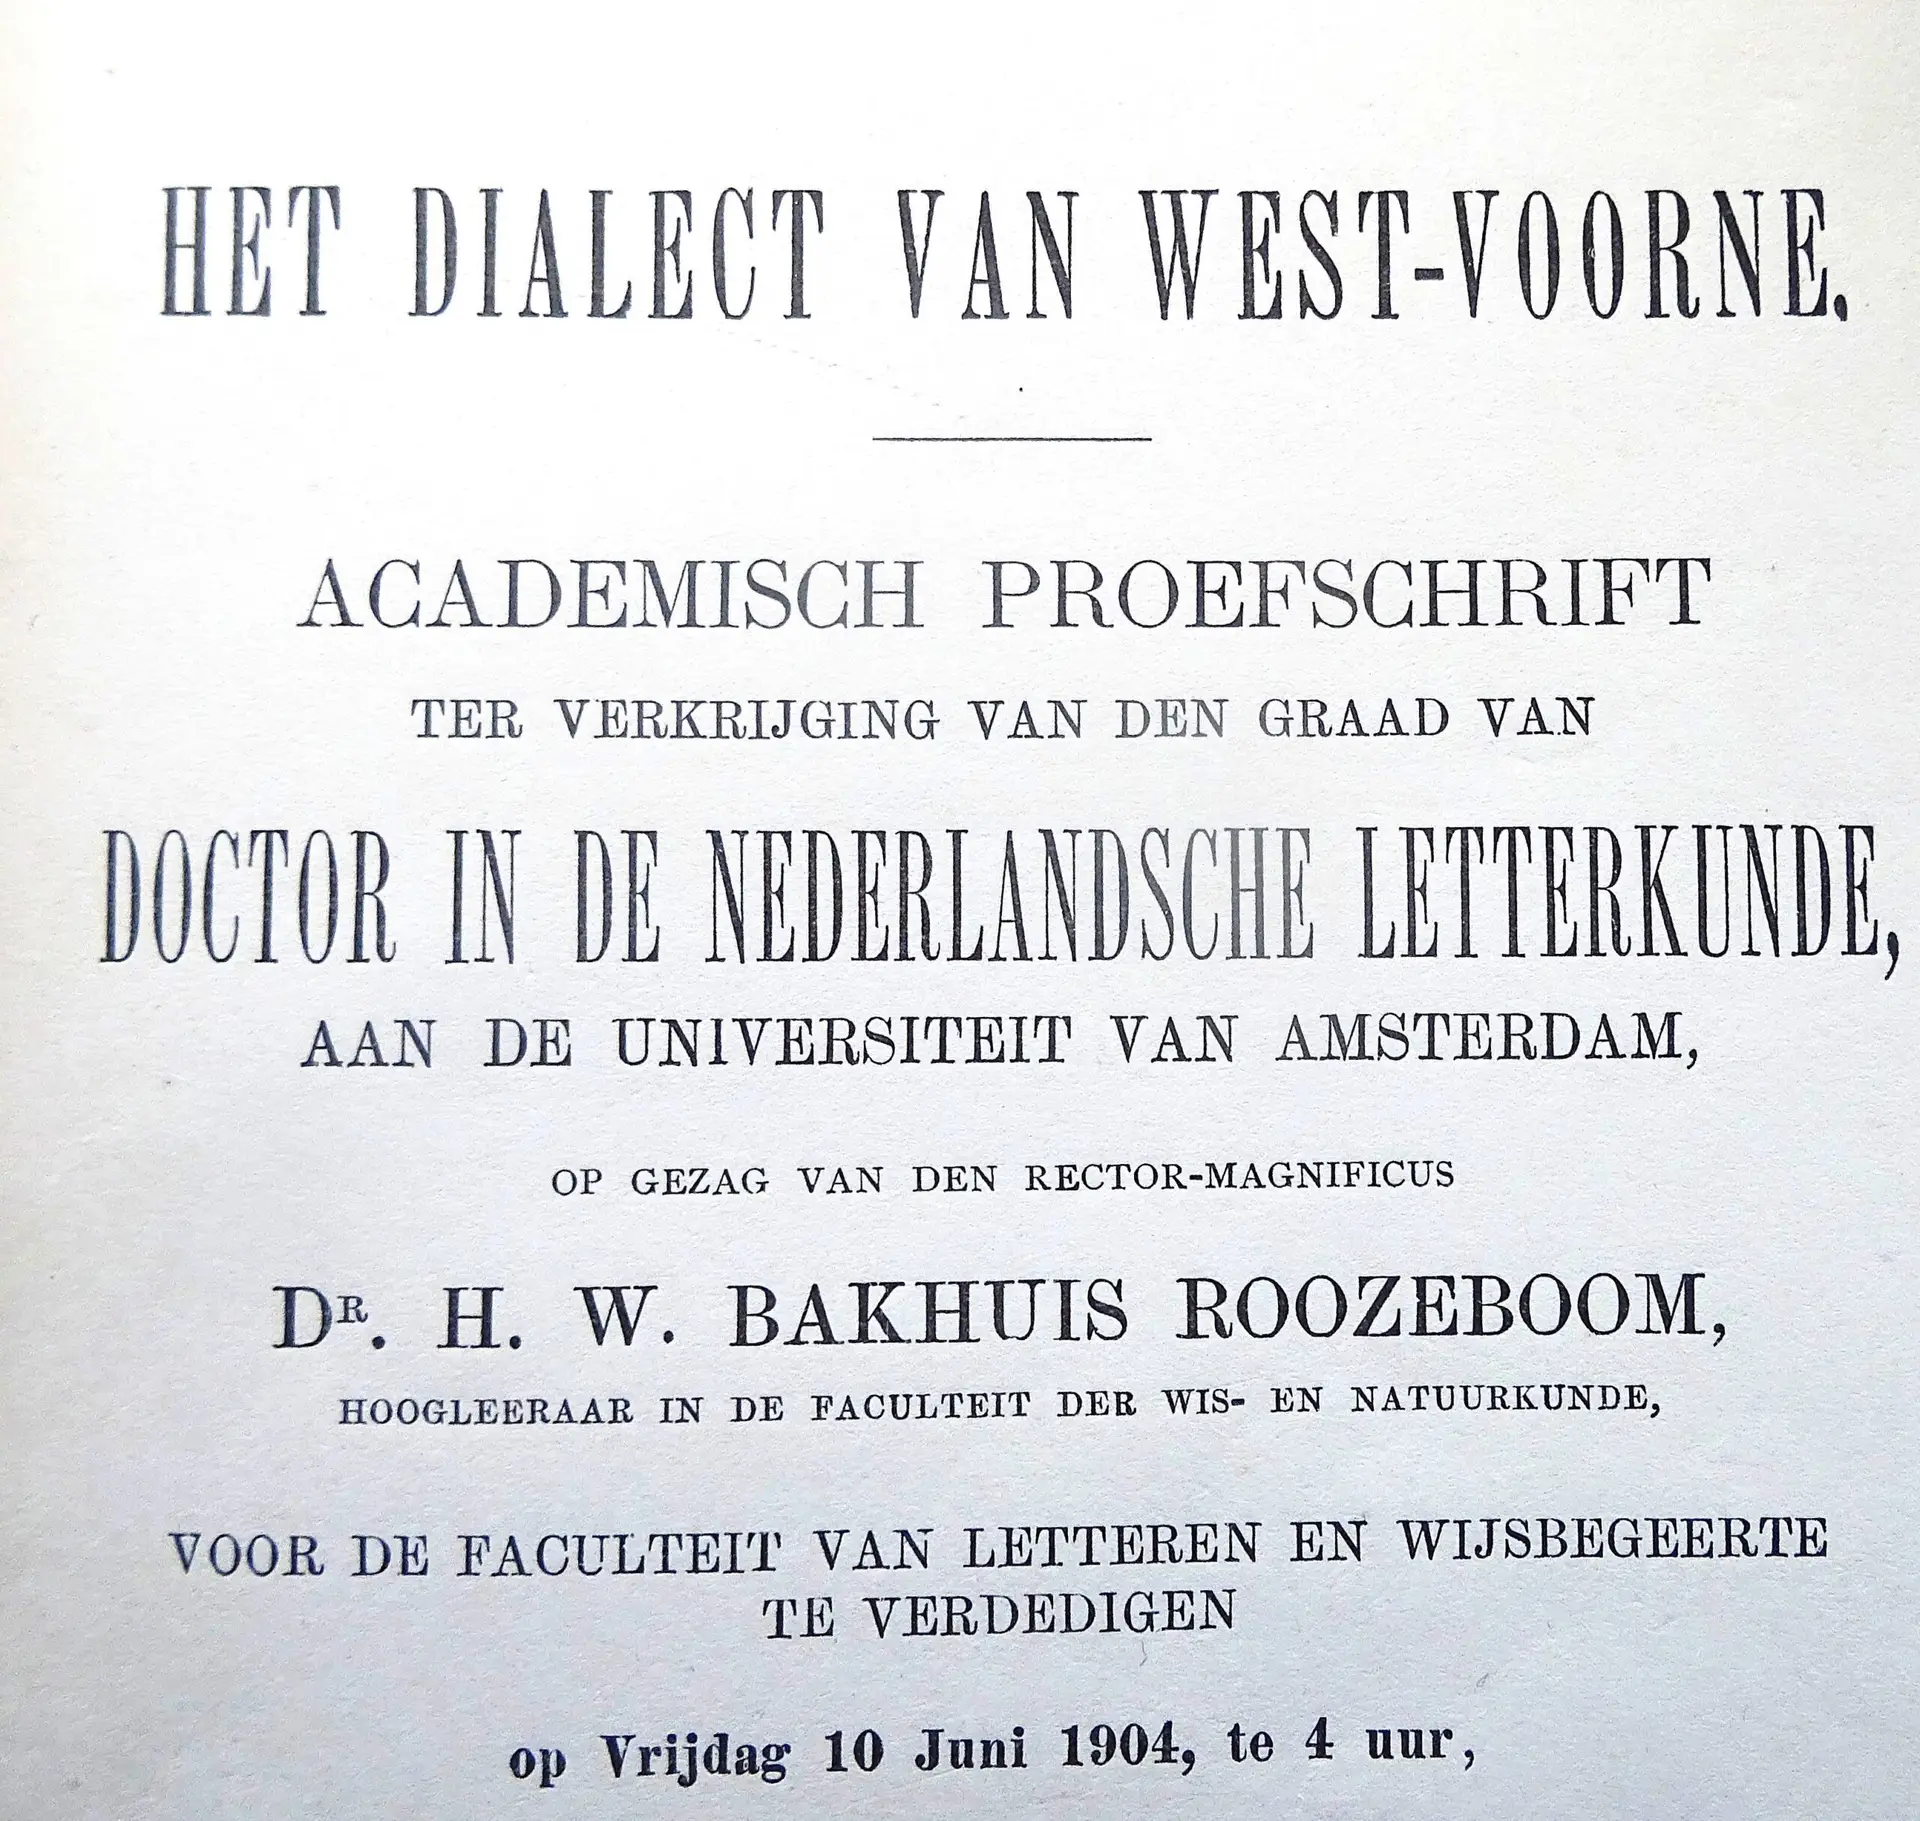 HET DIALECT VAN WEST-VOORNE.
ACADEMISCH PROEFSCHRIFT
TER VERKRIJGING VAN DEN GRAAD VAN
DOCTOR IN DE NEDERLANDSCHE LETTERKUNDE,
AAN DE UNIVERSITEIT VAN AMSTERDAM,
OP GEZAG VAN DEN RECTOR-MAGNIFICUS
DR. H. W. BAKHUIS ROOZEBOOM,
HOOGLEERAAR IN DE FACULTEIT DER WIS- EN NATUURKUNDE,
VOOR DE FACULTEIT VAN LETTEREN EN WIJSBEGEERTE
TE VERDEDIGEN
op Vrijdag 10 Juni 1904, te 4 uur,